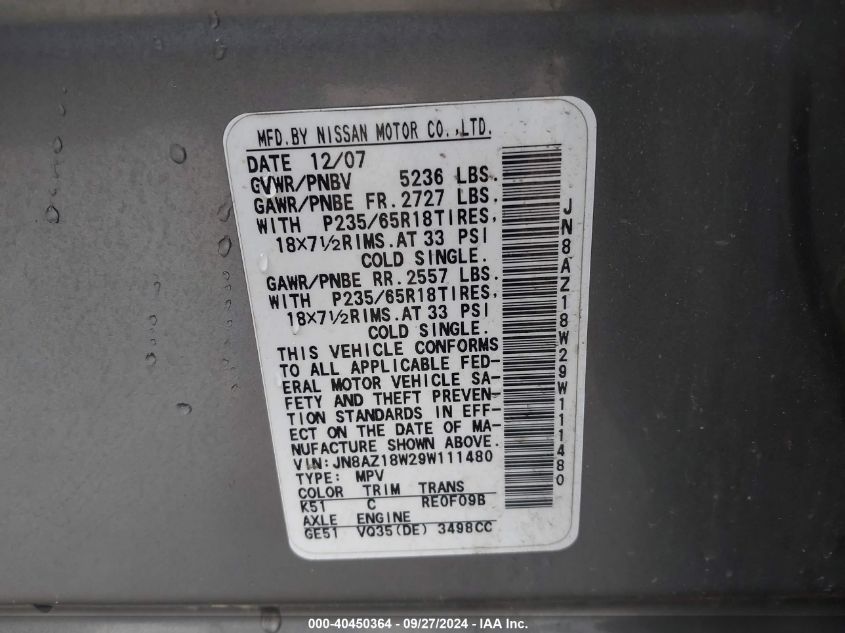 MFD.BY NISSAN MOTOR CO.,LTD.
DATE 12/07
GVWR/PNBV 5236 LBS.
GAWR/PNBE FR.2727 LBS.
WITH P235/65R18TIRES,
18X7½RIMS.AT 33 PSI
COLD SINGLE.
GAWR/PNBE RR.2557 LBS.
WITH P235/65R18TIRES,
18X7½RIMS.AT 33 PSI
COLD SINGLE.
THIS VEHICLE CONFORMS
TO ALL APPLICABLE FED-
ERAL MOTOR VEHICLE SA-
FETY AND THEFT PREVEN-
TION STANDARDS IN EFF-
ECT ON THE DATE OF MA-
NUFACTURE SHOWN ABOVE.
VIN:JN8AZ18W29W111480
TYPE: MPV
COLOR TRIM TRANS
K51 C RE0F09B
AXLE ENGINE
GE51 VQ35(DE) 3498CC
JN8AZ18W29W111480
000-40450364 - 09/27/2024 - IAA Inc.